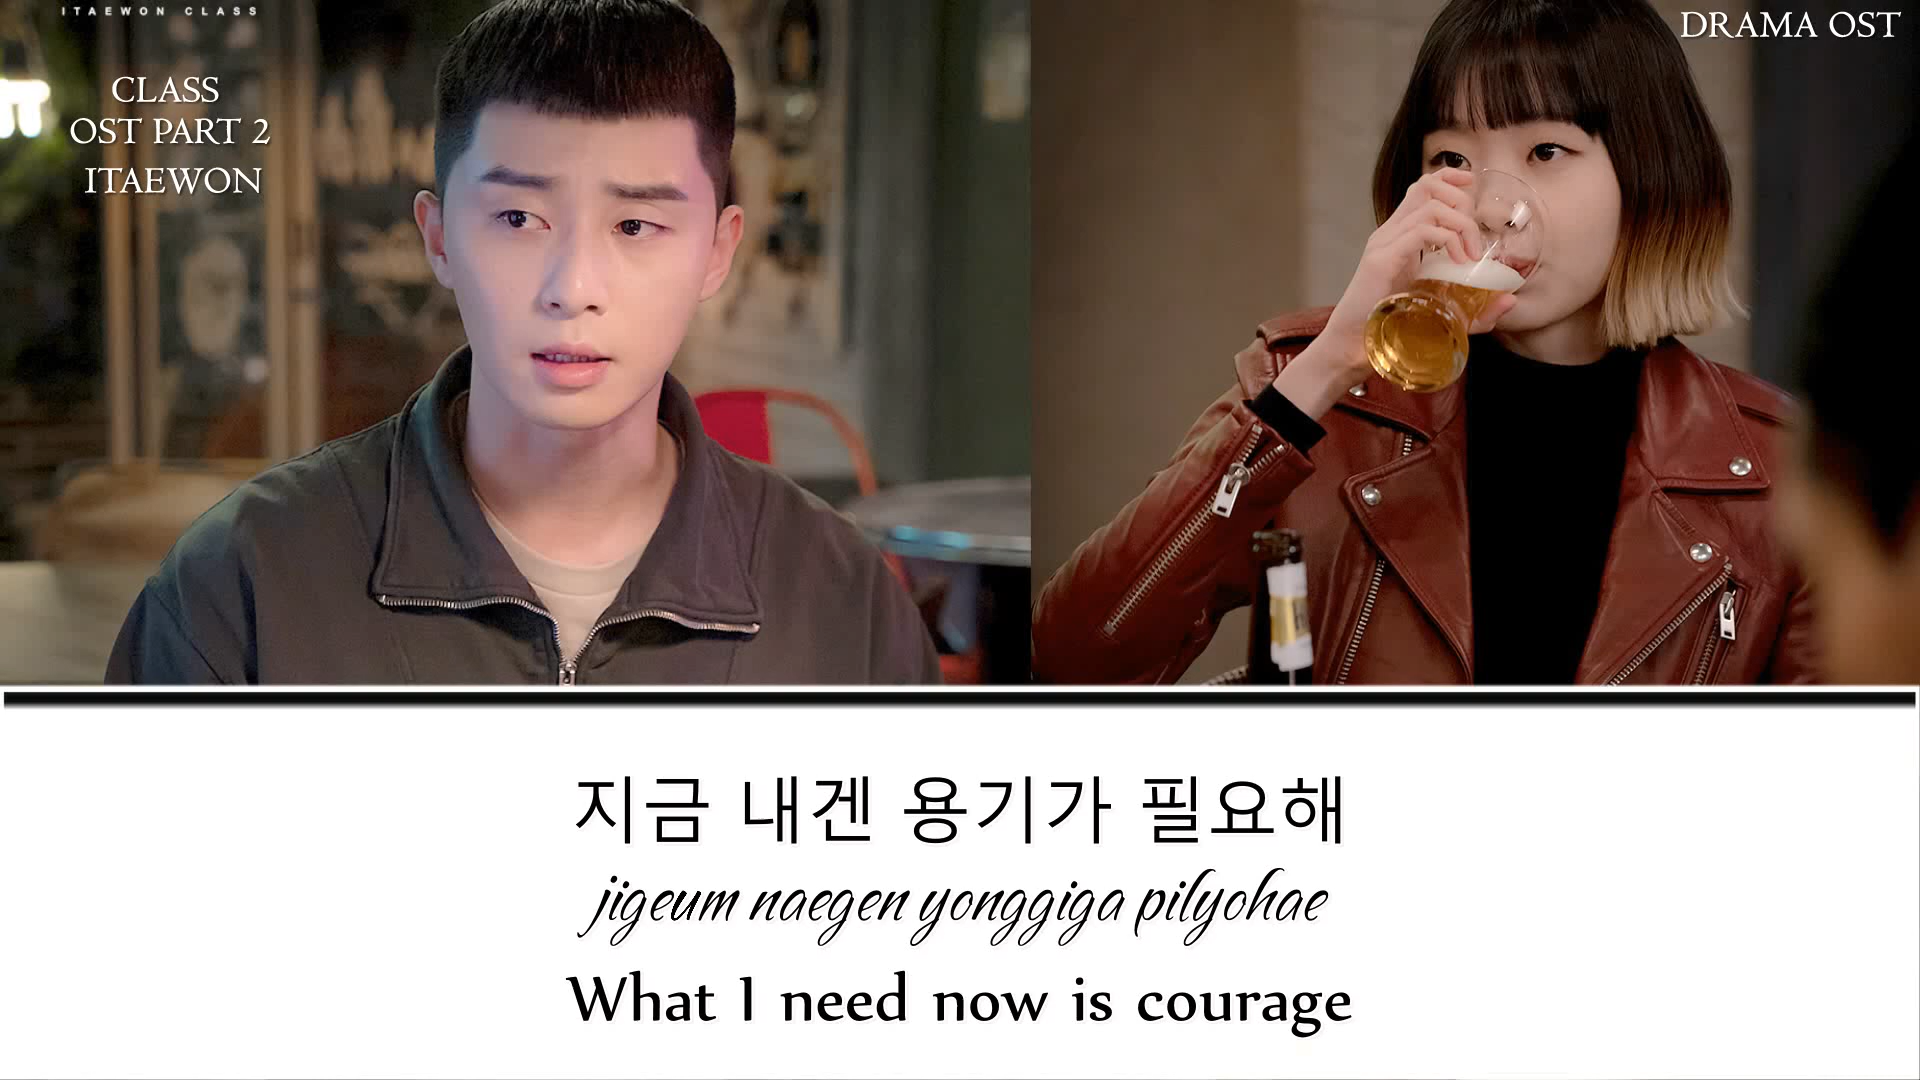 ITAEWON CLASS
DRAMA OST
CLASS
OST PART 2
ITAEWON
지금 내겐 용기가 필요해
jigeum naegen yonggiga pilyohae
What I need now is courage